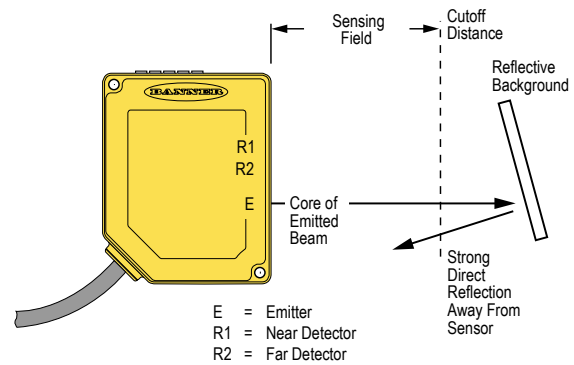 Sensing
Field
Cutoff
Distance
Reflective
Background
BANNER
R1
R2
E
Core of
Emitted
Beam
Strong
Direct
Reflection
Away From
Sensor
E = Emitter
R1 = Near Detector
R2 = Far Detector